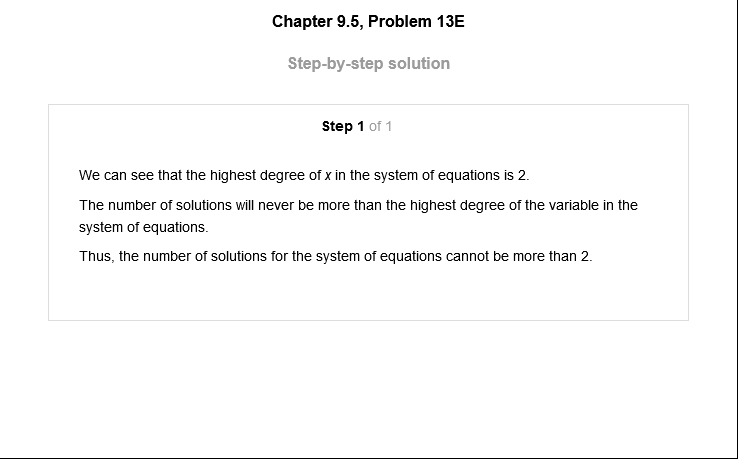 Chapter 9.5, Problem 13E
Step-by-step solution
Step 1 of 1
We can see that the highest degree of x in the system of equations is 2.
The number of solutions will never be more than the highest degree of the variable in the
system of equations.
Thus, the number of solutions for the system of equations cannot be more than 2.